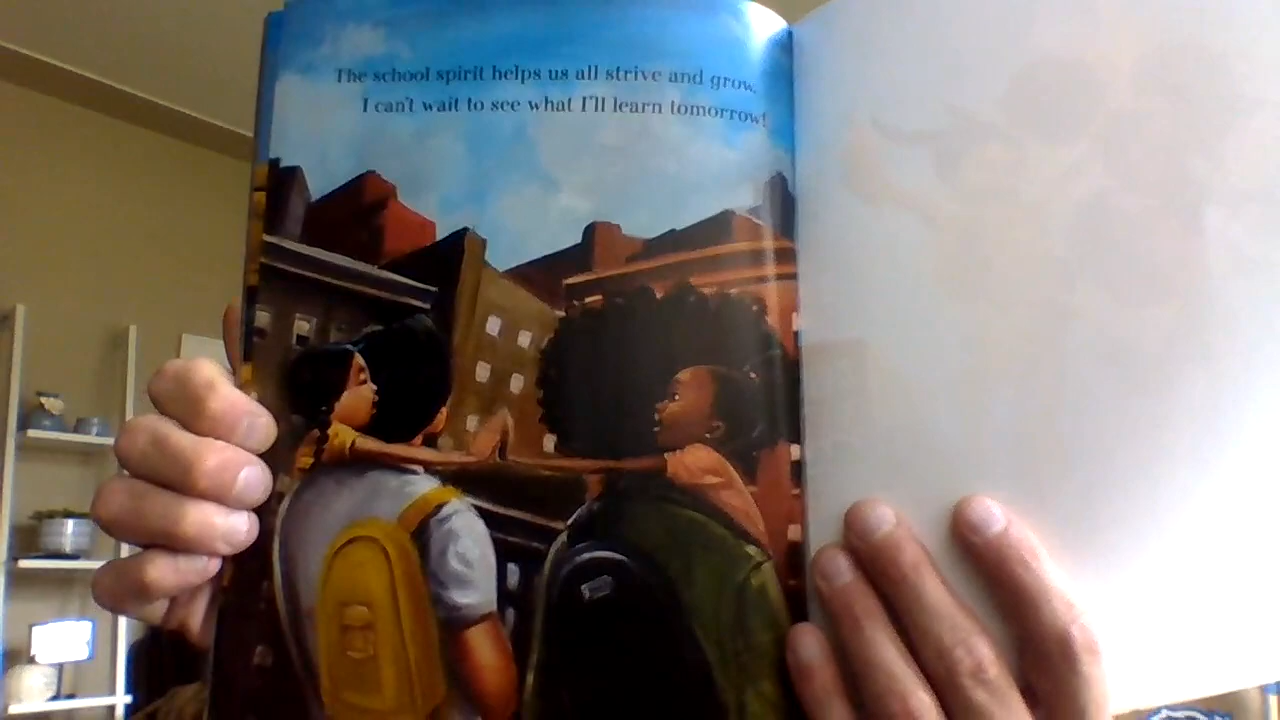 The school spirit helps us all strive and grow.
I can't wait to see what I'll learn tomorrow!